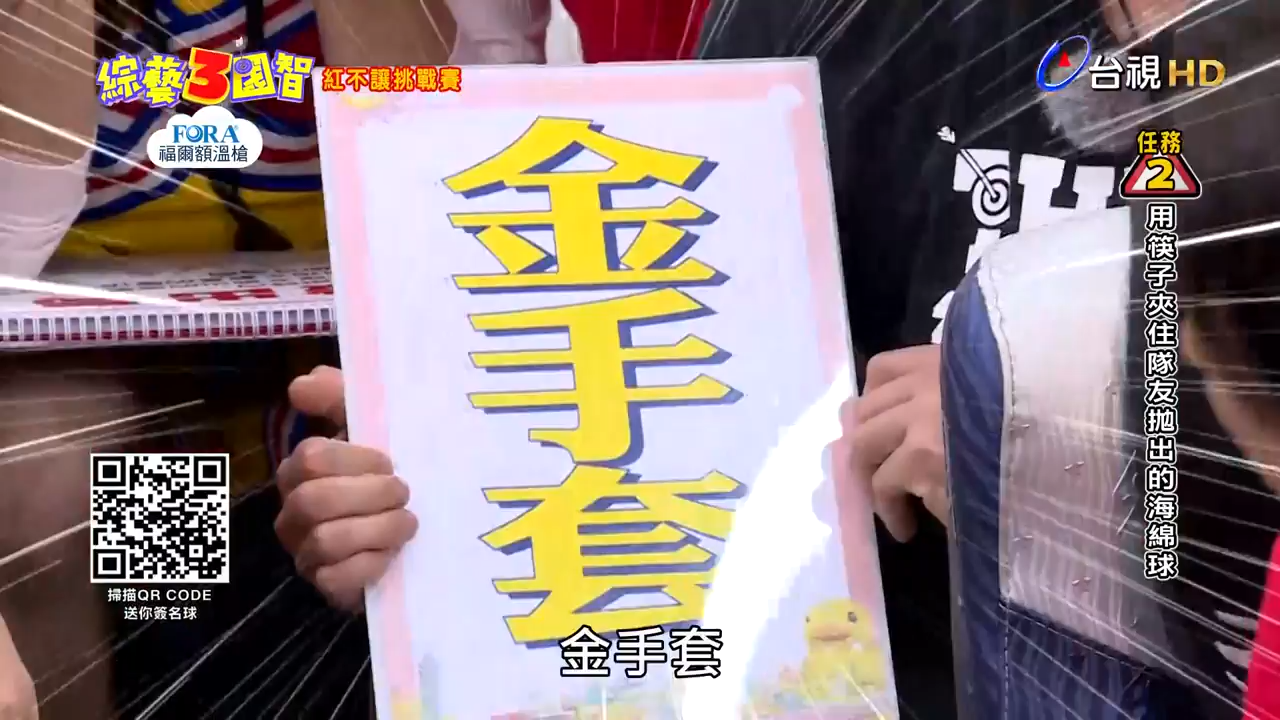 綜藝3國智
紅不讓挑戰賽
FORA
福爾額溫槍
台視HD
任務
2
用筷子夾住隊友拋出的海綿球
金手套
掃描QR CODE
送你簽名球
金手套